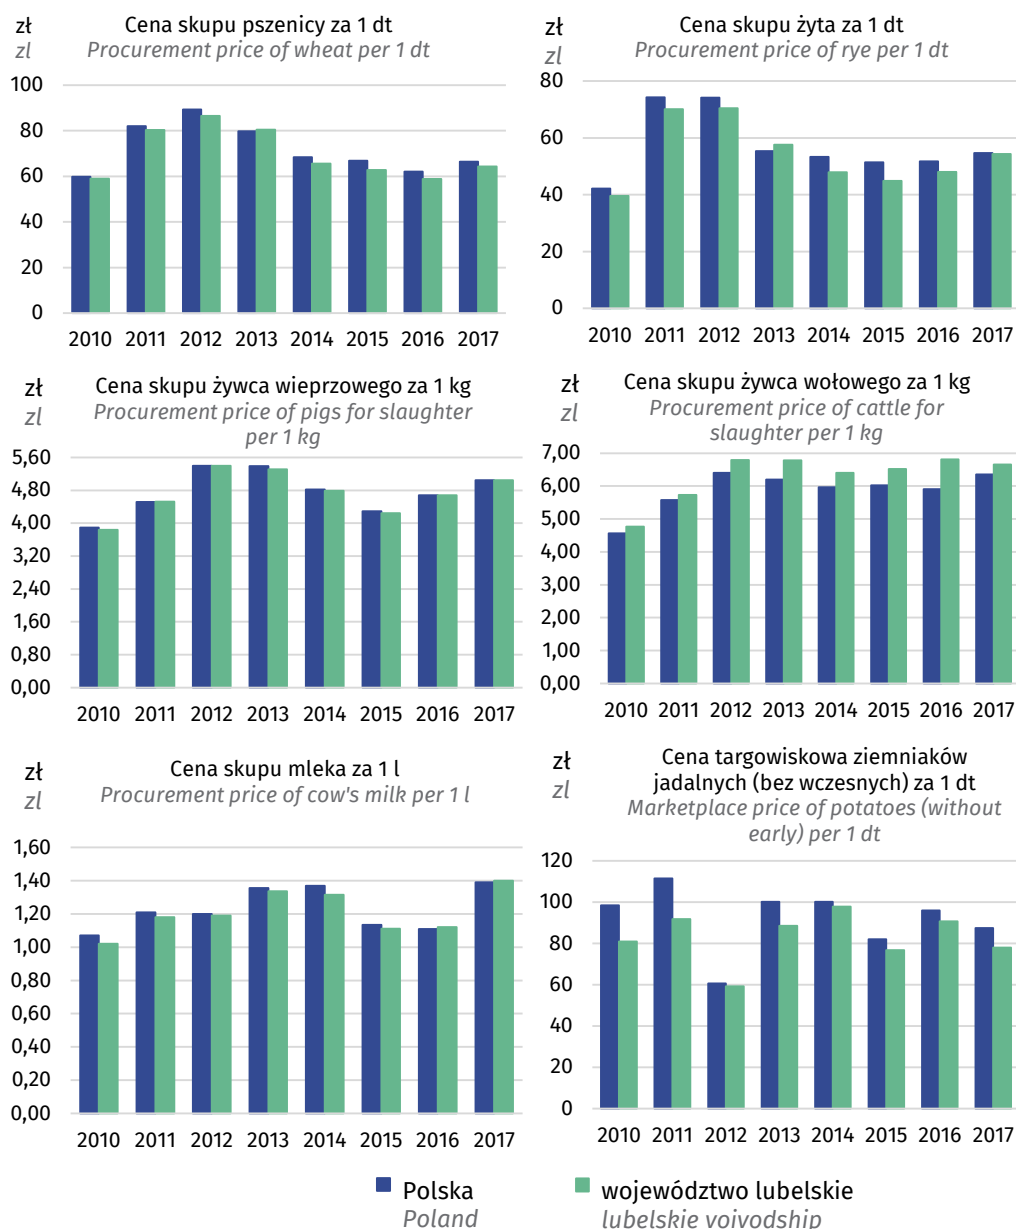 zł
zl
Cena skupu pszenicy za 1 dt
Procurement price of wheat per 1 dt
100
80
60
40
20
0
2010 2011 2012 2013 2014 2015 2016 2017
zł
zl
Cena skupu żyta za 1 dt
Procurement price of rye per 1 dt
80
60
40
20
0
2010 2011 2012 2013 2014 2015 2016 2017
zł
zl
Cena skupu żywca wieprzowego za 1 kg
Procurement price of pigs for slaughter
per 1 kg
5,60
4,80
4,00
3,20
2,40
1,60
0,80
0,00
2010 2011 2012 2013 2014 2015 2016 2017
zł
zl
Cena skupu żywca wołowego za 1 kg
Procurement price of cattle for
slaughter per 1 kg
7,00
6,00
5,00
4,00
3,00
2,00
1,00
0,00
2010 2011 2012 2013 2014 2015 2016 2017
zł
zl
Cena skupu mleka za 1 l
Procurement price of cow's milk per 1 l
1,60
1,40
1,20
1,00
0,80
0,60
0,40
0,20
0,00
2010 2011 2012 2013 2014 2015 2016 2017
zł
zl
Cena targowiskowa ziemniaków
jadalnych (bez wczesnych) za 1 dt
Marketplace price of potatoes (without
early) per 1 dt
120
100
80
60
40
20
0
2010 2011 2012 2013 2014 2015 2016 2017
Polska
Poland
województwo lubelskie
lubelskie voivodship